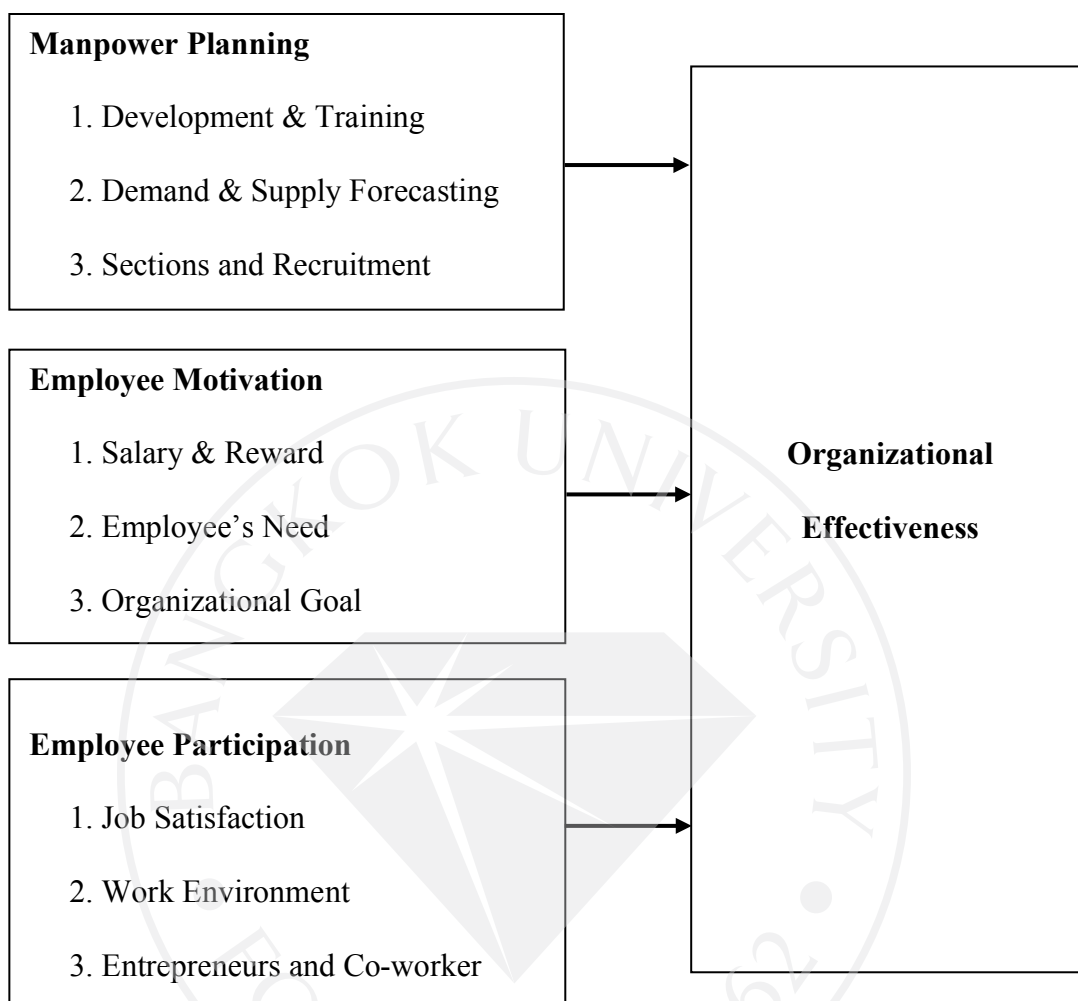 Manpower Planning
1. Development & Training
2. Demand & Supply Forecasting
3. Sections and Recruitment
Employee Motivation
1. Salary & Reward
2. Employee’s Need
3. Organizational Goal
Employee Participation
1. Job Satisfaction
2. Work Environment
3. Entrepreneurs and Co-worker
Organizational
Effectiveness
BANGKOK UNIVERSITY